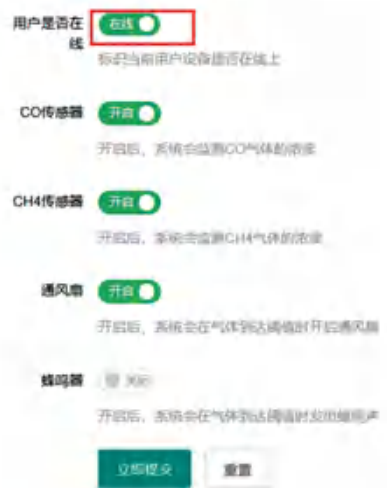 用户是否在
线
在线
标识当前用户设备是否在线上
CO传感器
开启
开启后，系统会监测CO气体的浓度
CH4传感器
开启
开启后，系统会监测CH4气体的浓度
通风扇
开启
开启后，系统会在气体到达阈值时开启通风扇
蜂鸣器
关闭
开启后，系统会在气体到达阈值时发出蜂鸣声
立即提交
重置